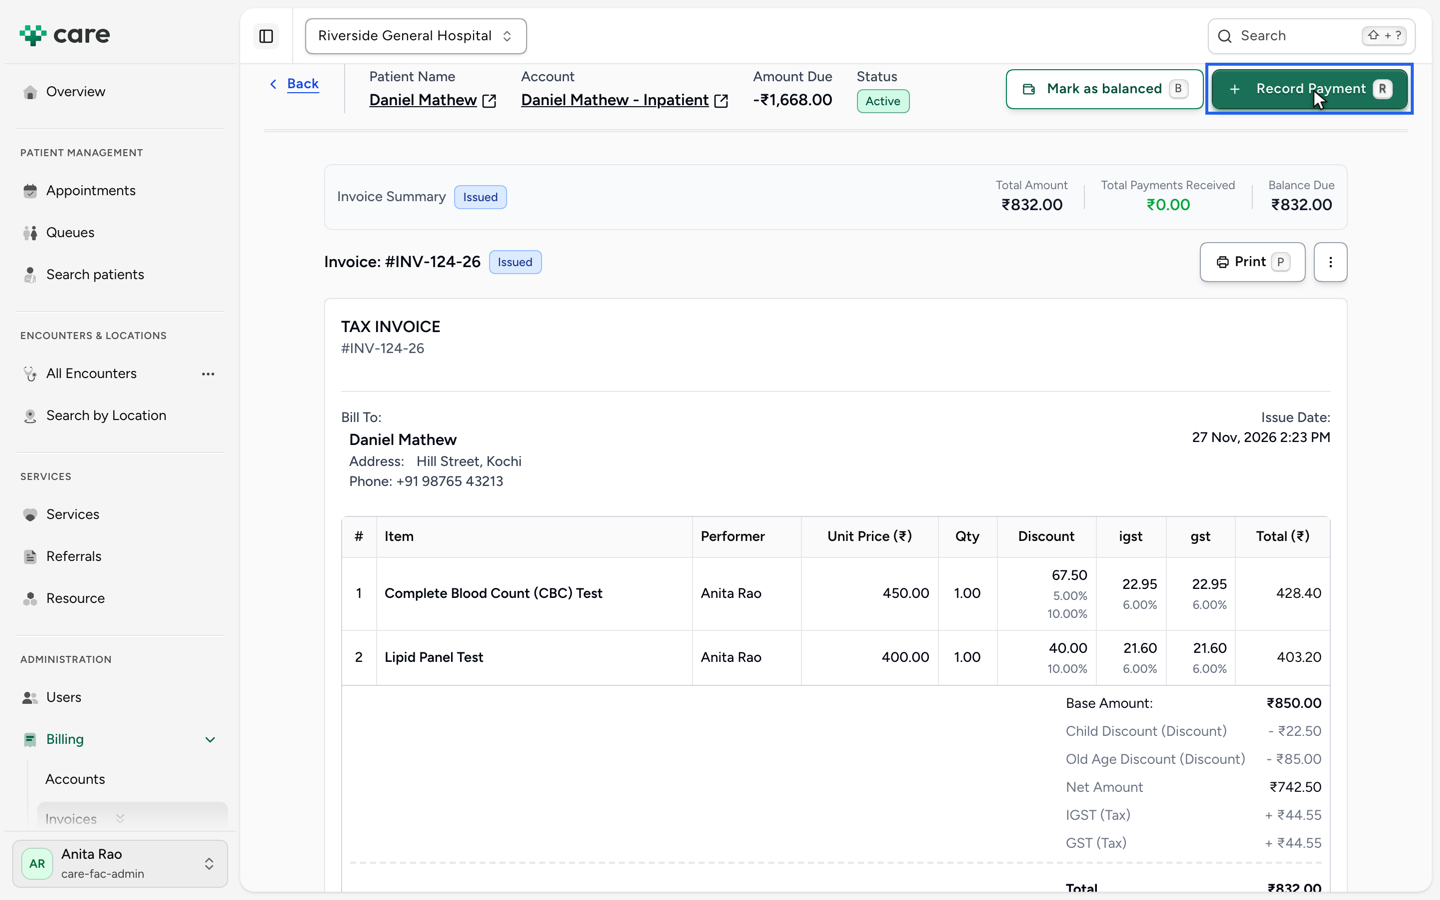 care
Riverside General Hospital
Search
⇧ + ?
Overview
PATIENT MANAGEMENT
Appointments
Queues
Search patients
ENCOUNTERS & LOCATIONS
All Encounters
Search by Location
SERVICES
Services
Referrals
Resource
ADMINISTRATION
Users
Billing
Accounts
Invoices
AR
Anita Rao
care-fac-admin
Back
Patient Name
Daniel Mathew
Account
Daniel Mathew - Inpatient
Amount Due
-₹1,668.00
Status
Active
Mark as balanced B
+ Record Payment R
Invoice Summary Issued
Total Amount
₹832.00
Total Payments Received
₹0.00
Balance Due
₹832.00
Invoice: #INV-124-26 Issued
Print P
TAX INVOICE
#INV-124-26
Bill To:
Daniel Mathew
Address: Hill Street, Kochi
Phone: +91 98765 43213
Issue Date:
27 Nov, 2026 2:23 PM
# Item Performer Unit Price (₹) Qty Discount igst gst Total (₹)
1 Complete Blood Count (CBC) Test Anita Rao 450.00 1.00 67.50 22.95 22.95 428.40
5.00% 6.00% 6.00%
10.00%
2 Lipid Panel Test Anita Rao 400.00 1.00 40.00 21.60 21.60 403.20
10.00% 6.00% 6.00%
Base Amount: ₹850.00
Child Discount (Discount) - ₹22.50
Old Age Discount (Discount) - ₹85.00
Net Amount ₹742.50
IGST (Tax) + ₹44.55
GST (Tax) + ₹44.55
Total ₹832.00